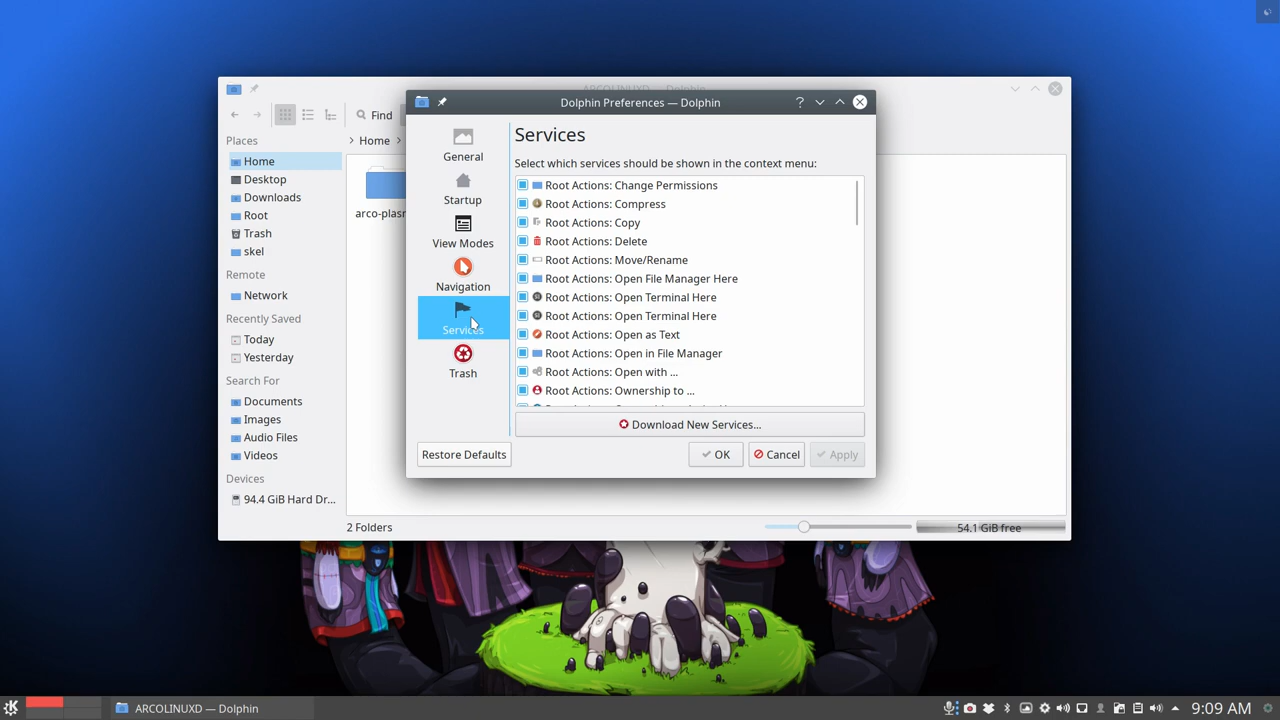 ARCOLINUXD — Dolphin
Find
Home
Places
Home
Desktop
Downloads
Root
Trash
skel
Remote
Network
Recently Saved
Today
Yesterday
Search For
Documents
Images
Audio Files
Videos
Devices
94.4 GiB Hard Dr...
2 Folders
54.1 GiB free
Dolphin Preferences — Dolphin
General
Startup
View Modes
Navigation
Services
Trash
Services
Select which services should be shown in the context menu:
Root Actions: Change Permissions
Root Actions: Compress
Root Actions: Copy
Root Actions: Delete
Root Actions: Move/Rename
Root Actions: Open File Manager Here
Root Actions: Open Terminal Here
Root Actions: Open Terminal Here
Root Actions: Open as Text
Root Actions: Open in File Manager
Root Actions: Open with ...
Root Actions: Ownership to ...
Download New Services...
Restore Defaults
OK
Cancel
Apply
ARCOLINUXD — Dolphin
9:09 AM